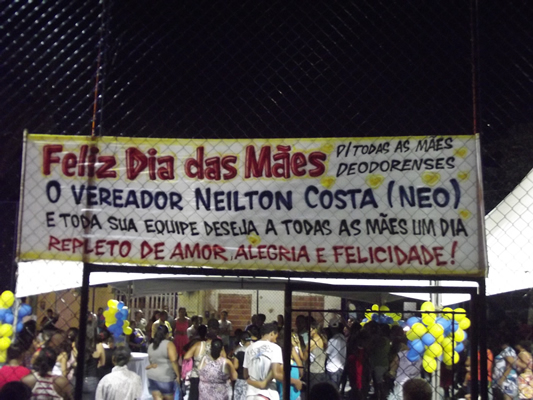 Feliz Dia das Mães D/TODAS AS MÃES
DEODORENSES
O VEREADOR NEILTON COSTA (NEO)
E TODA SUA EQUIPE DESEJA A TODAS AS MÃES UM DIA
REPLETO DE AMOR, ALEGRIA E FELICIDADE!